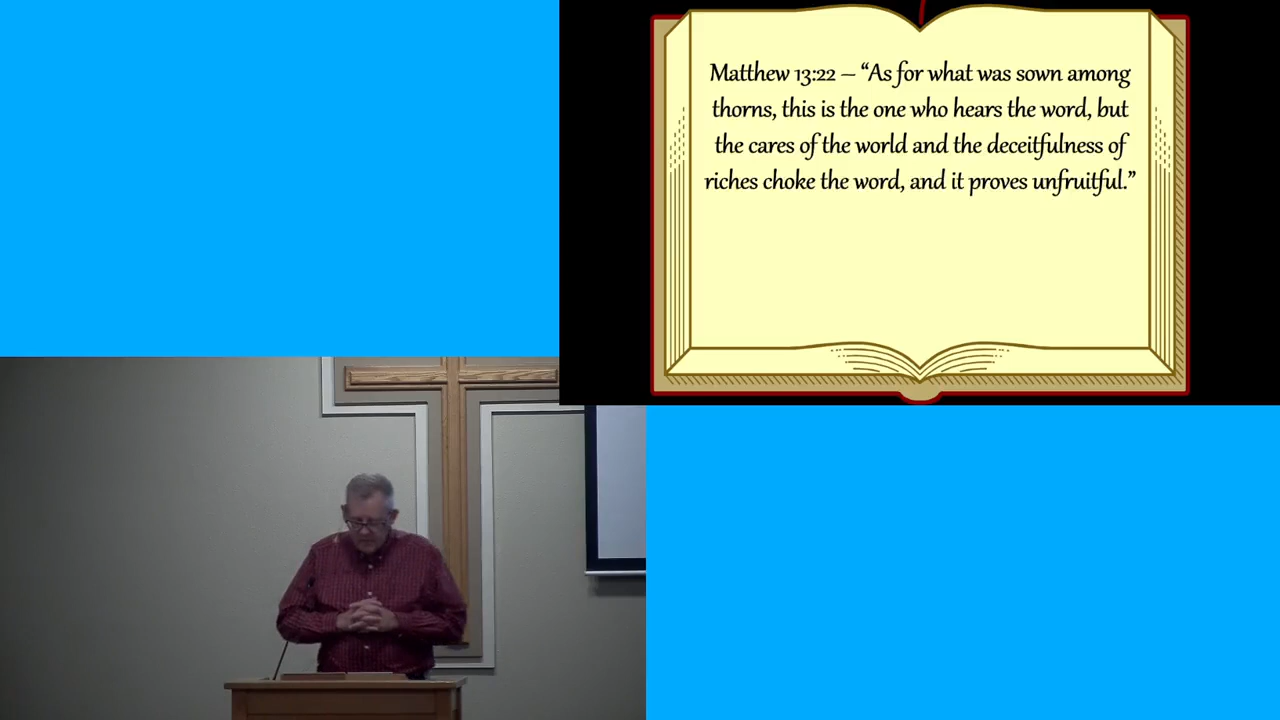 Matthew 13:22 – “As for what was sown among
thorns, this is the one who hears the word, but
the cares of the world and the deceitfulness of
riches choke the word, and it proves unfruitful.”